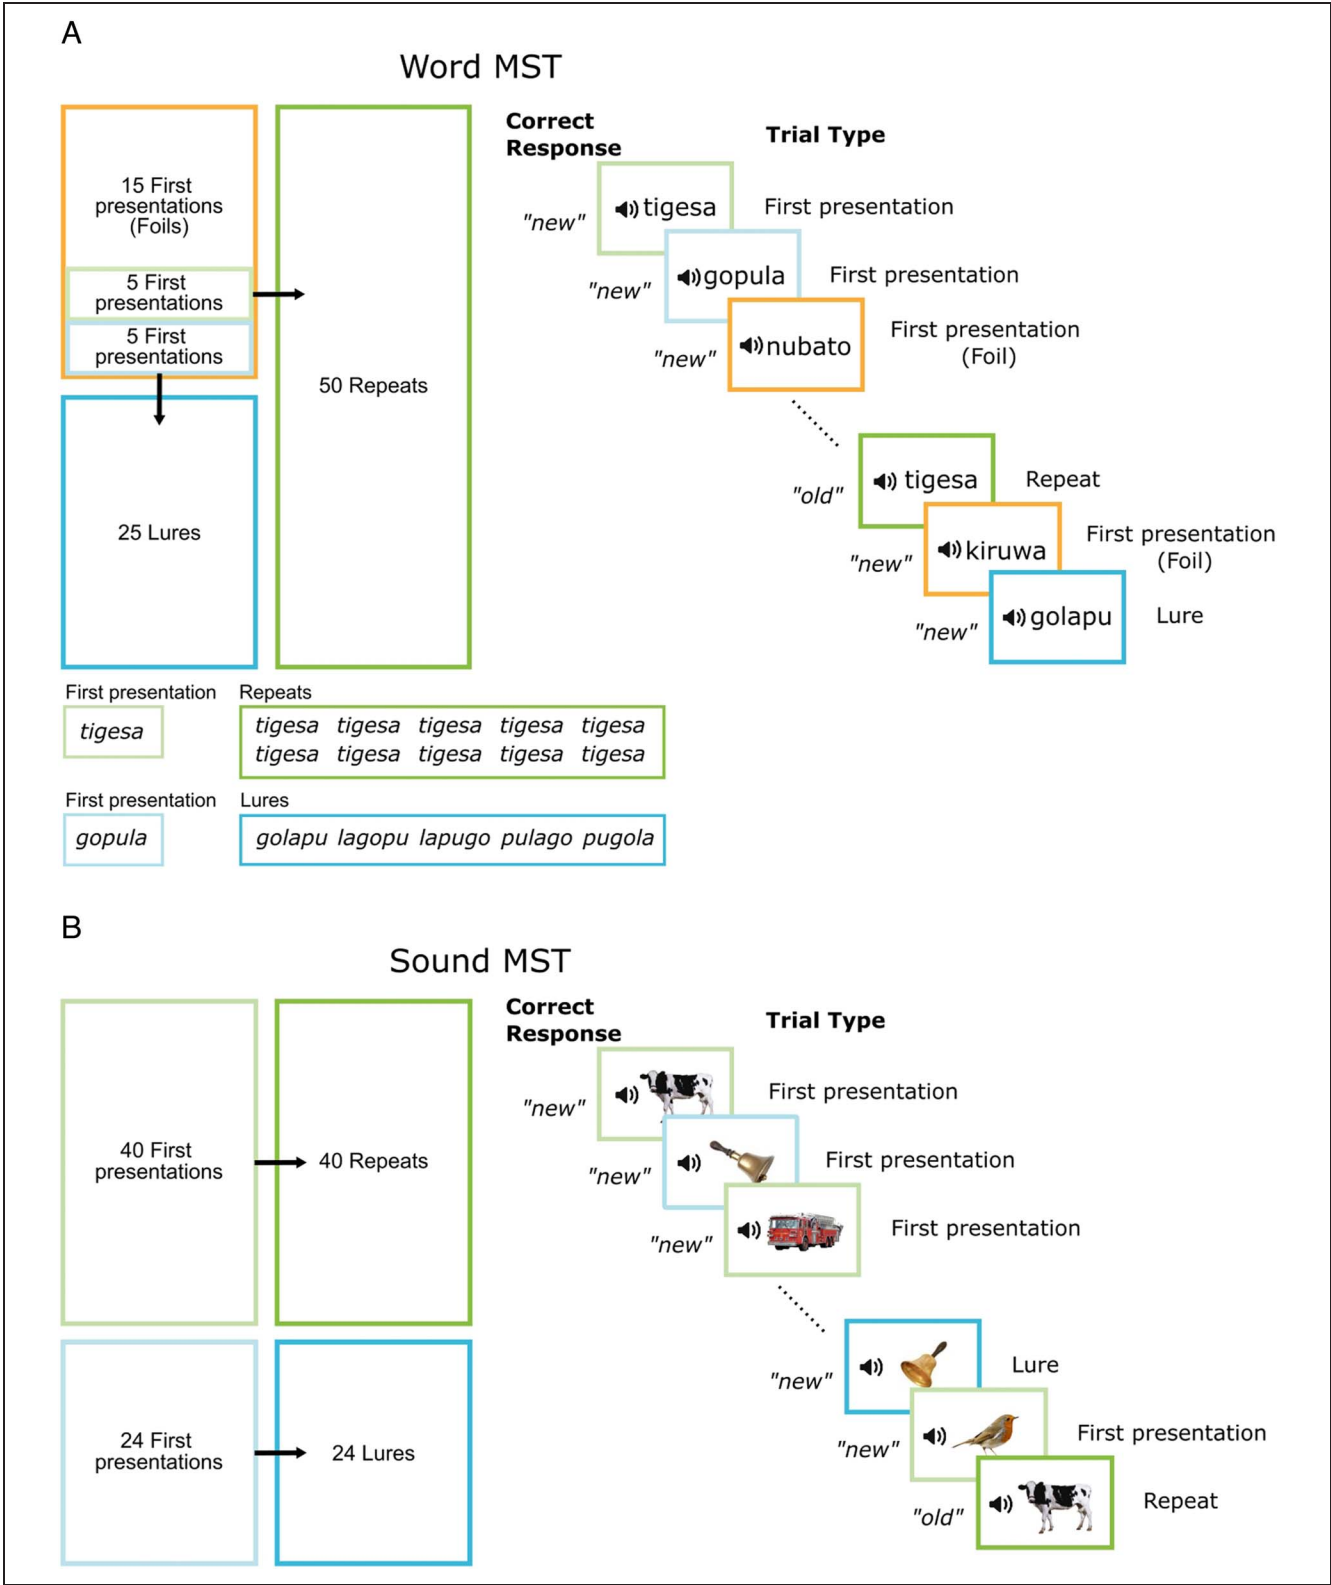 A
Word MST
15 First
presentations
(Foils)
5 First
presentations
5 First
presentations
25 Lures
50 Repeats
Correct
Response
Trial Type
"new"
tigesa
First presentation
"new"
gopula
First presentation
"new"
nubato
First presentation
(Foil)
"old"
tigesa
Repeat
"new"
kiruwa
First presentation
(Foil)
"new"
golapu
Lure
First presentation
tigesa
Repeats
tigesa tigesa tigesa tigesa tigesa
tigesa tigesa tigesa tigesa tigesa
First presentation
gopula
Lures
golapu lagopu lapugo pulago pugola
B
Sound MST
40 First
presentations
40 Repeats
24 First
presentations
24 Lures
Correct
Response
Trial Type
"new"
First presentation
"new"
First presentation
"new"
First presentation
"new"
Lure
"new"
First presentation
"old"
Repeat